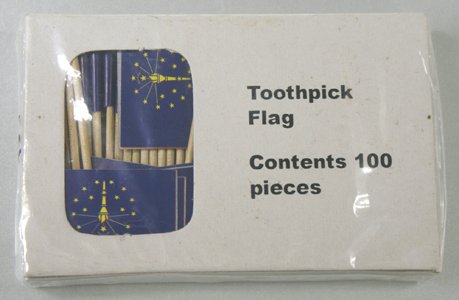 Toothpick
Flag
Contents 100
pieces